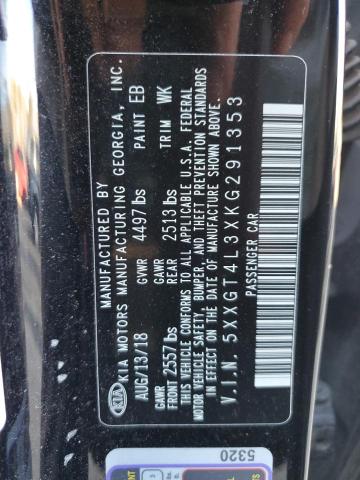 MANUFACTURED BY
KIA KIA MOTORS MANUFACTURING GEORGIA, INC.
AUG/13/18 GVWR 4497 lbs PAINT EB
GAWR FRONT 2557 lbs GAWR REAR 2513 lbs TRIM WK
THIS VEHICLE CONFORMS TO ALL APPLICABLE U.S.A. FEDERAL
MOTOR VEHICLE SAFETY, BUMPER, AND THEFT PREVENTION STANDARDS
IN EFFECT ON THE DATE OF MANUFACTURE SHOWN ABOVE.
V.I.N. 5XXGT4L3XKG291353
PASSENGER CAR
5320